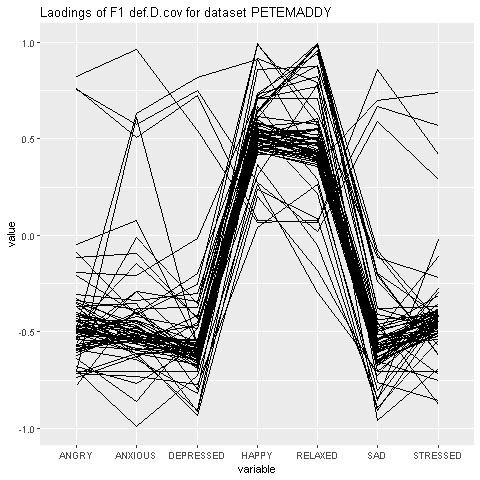 Laodings of F1 def.D.cov for dataset PETEMADDY
1.0
0.5
0.0
-0.5
-1.0
value
ANGRY ANXIOUS DEPRESSED HAPPY RELAXED SAD STRESSED
variable